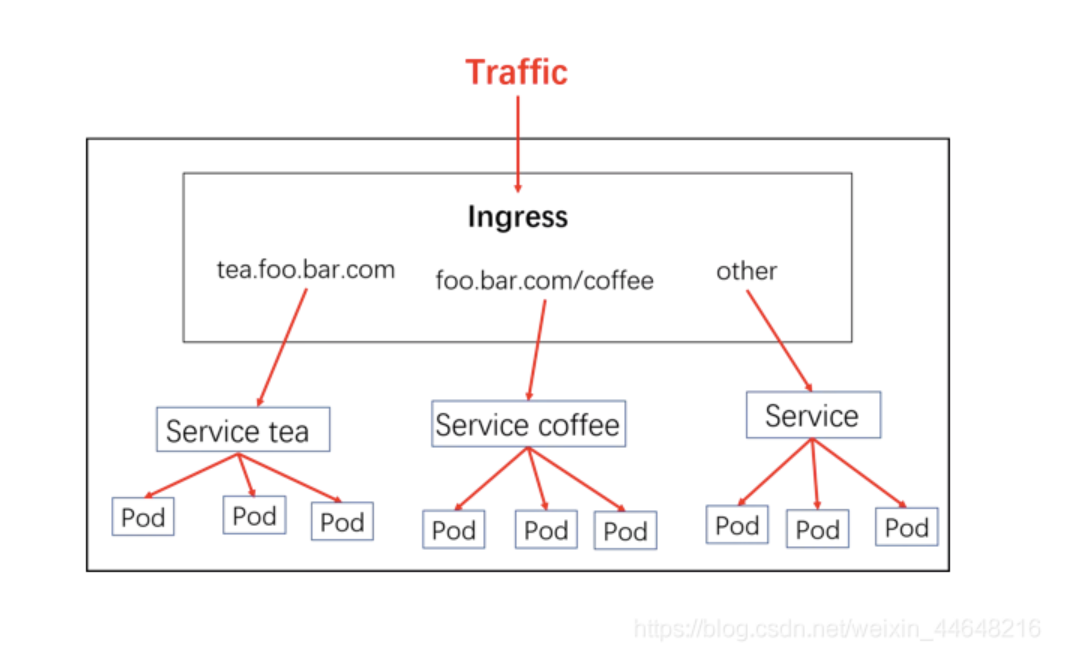 Traffic
Ingress
tea.foo.bar.com
foo.bar.com/coffee
other
Service tea
Service coffee
Service
Pod
Pod
Pod
Pod
Pod
Pod
Pod
Pod
Pod
https://blog.csdn.net/weixin_44648216